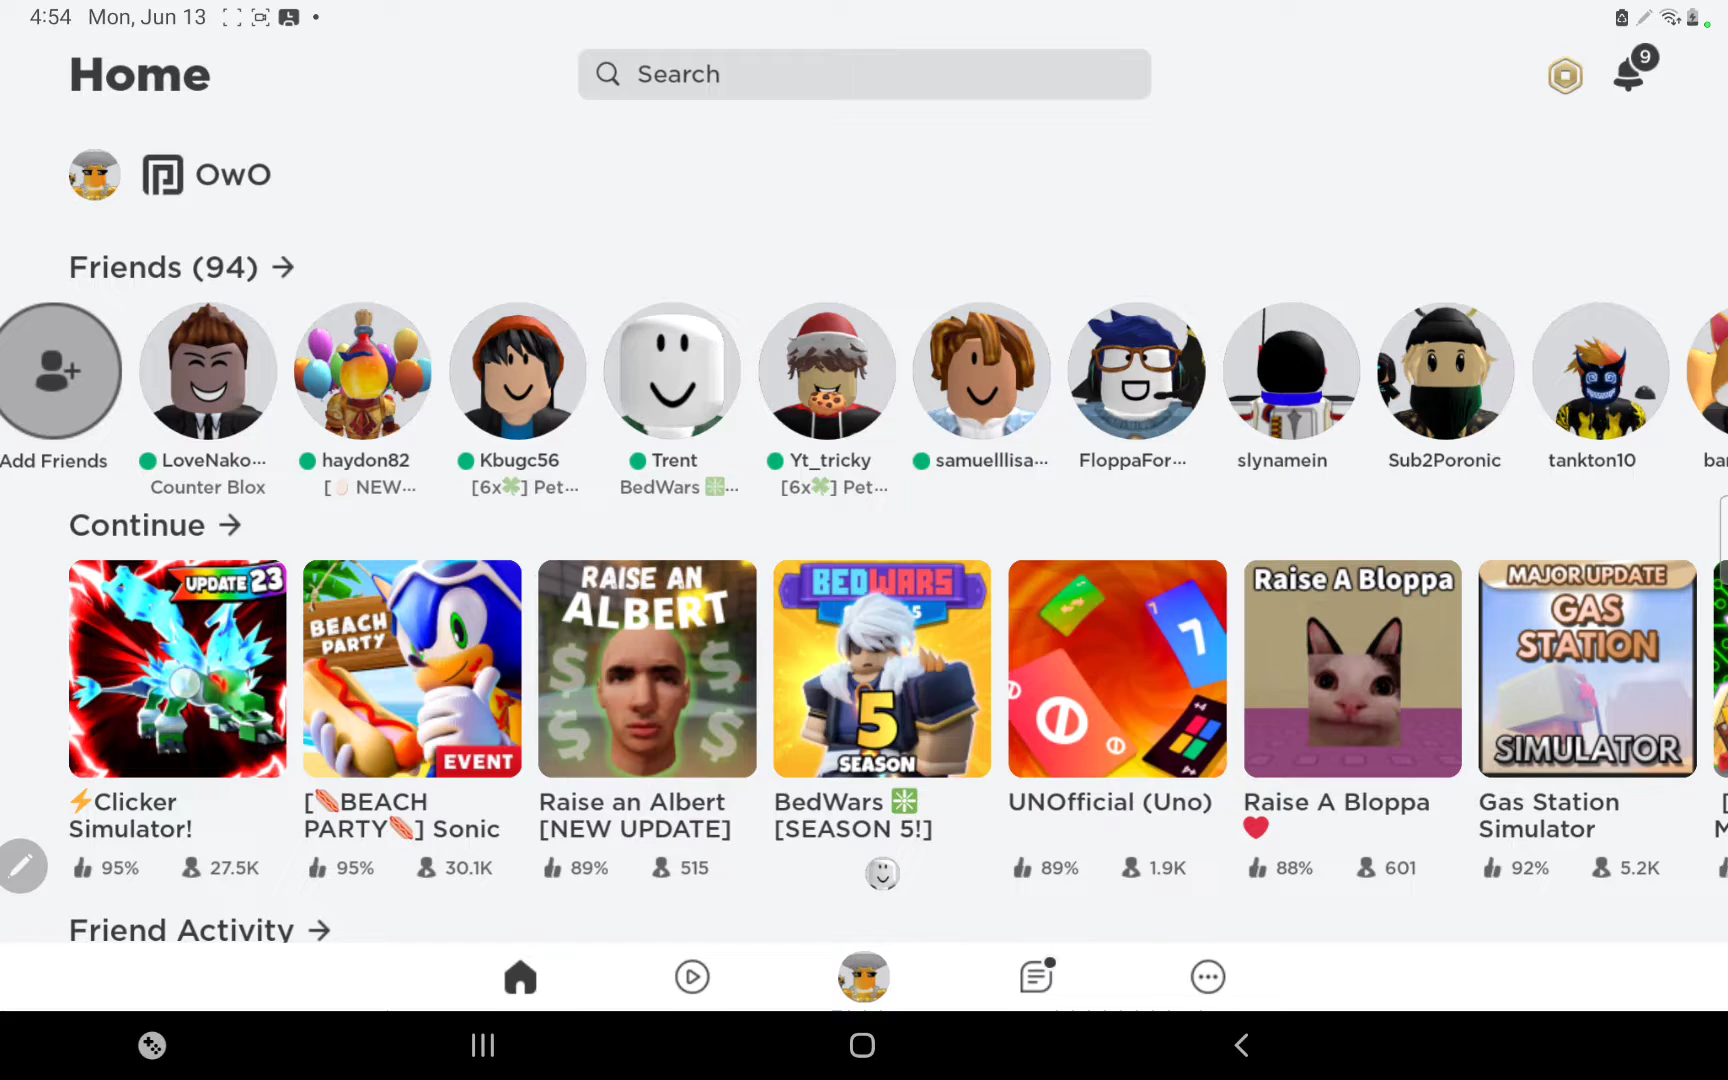 4:54 Mon, Jun 13
Home
Search
9
OwO
Friends (94)
Add Friends
LoveNako...
Counter Blox
haydon82
[🥚NEW...
Kbugc56
[6x🍀] Pet...
Trent
BedWars ❇️...
Yt_tricky
[6x🍀] Pet...
samuelllisa...
FloppaFor...
slynamein
Sub2Poronic
tankton10
bar
Continue
UPDATE 23
⚡Clicker
Simulator!
95% 27.5K
BEACH
PARTY
EVENT
[🌭BEACH
PARTY🌭] Sonic
95% 30.1K
RAISE AN
ALBERT
Raise an Albert
[NEW UPDATE]
89% 515
BEDWARS
5
SEASON
BedWars ❇️
[SEASON 5!]
7
UNOfficial (Uno)
89% 1.9K
Raise A Bloppa
Raise A Bloppa
❤️
88% 601
MAJOR UPDATE
GAS
STATION
SIMULATOR
Gas Station
Simulator
92% 5.2K
Friend Activity